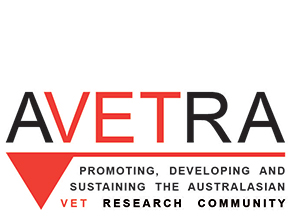 AVETRA
PROMOTING, DEVELOPING AND
SUSTAINING THE AUSTRALASIAN
VET RESEARCH COMMUNITY